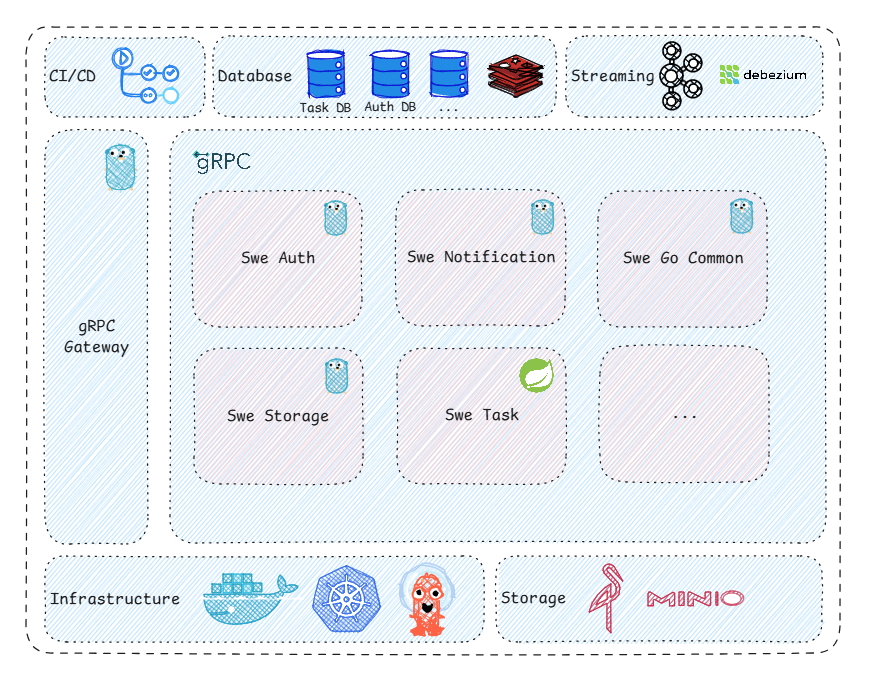 CI/CD
Database
Task DB
Auth DB
...
Streaming
debezium
gRPC
Gateway
gRPC
Swe Auth
Swe Notification
Swe Go Common
Swe Storage
Swe Task
...
Infrastructure
Storage
MINIO